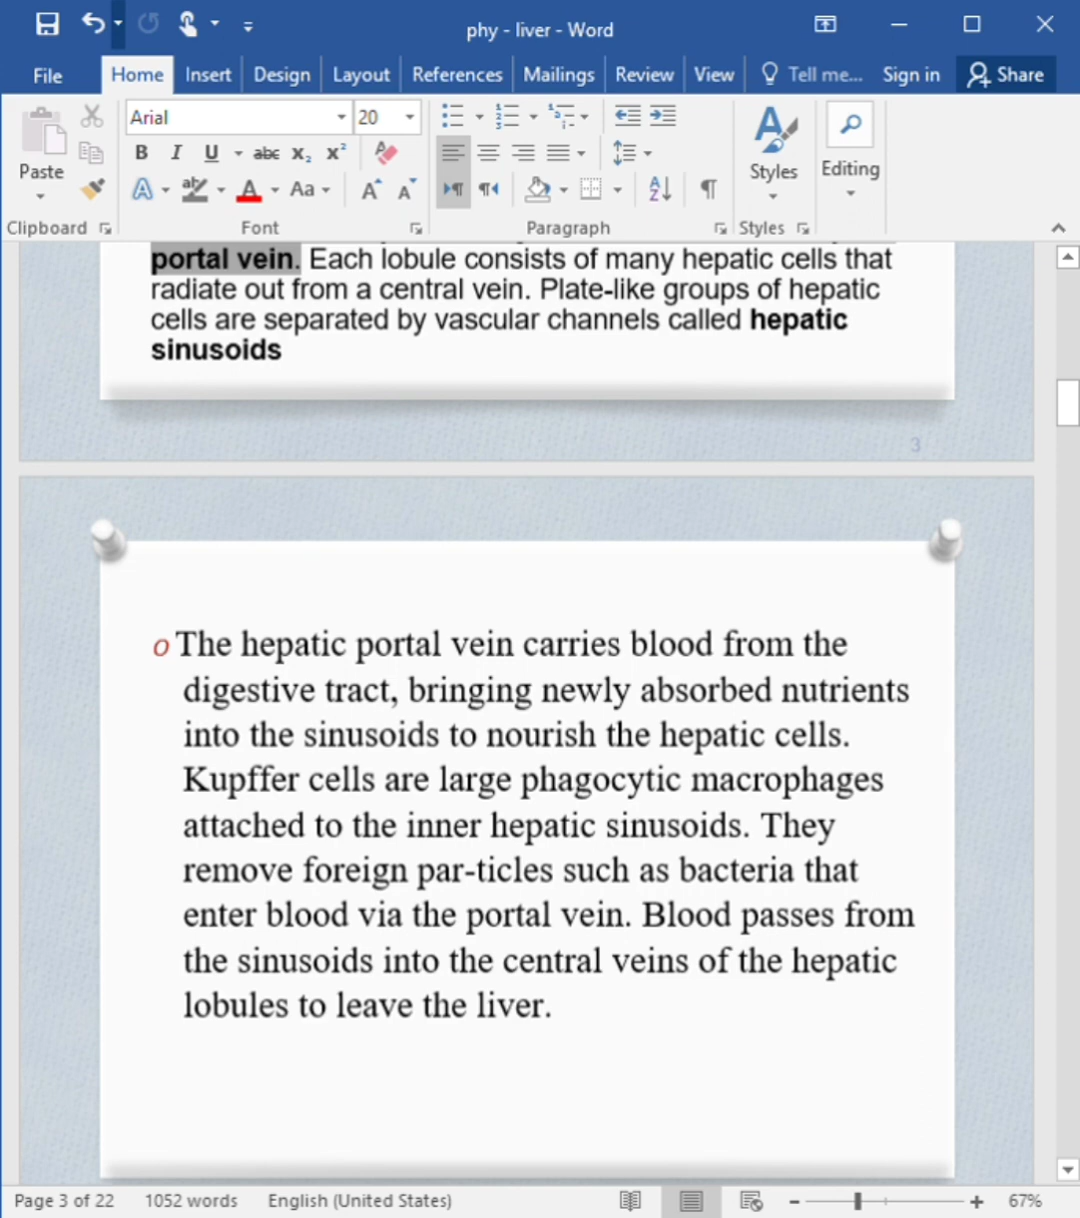 phy - liver - Word
File Home Insert Design Layout References Mailings Review View Tell me... Sign in Share
Arial 20
Paste B I U abc x₂ x² Styles Editing
A aby A Aa A A A Z ¶
Clipboard Font Paragraph Styles
portal vein. Each lobule consists of many hepatic cells that
radiate out from a central vein. Plate-like groups of hepatic
cells are separated by vascular channels called hepatic
sinusoids
3
o The hepatic portal vein carries blood from the
digestive tract, bringing newly absorbed nutrients
into the sinusoids to nourish the hepatic cells.
Kupffer cells are large phagocytic macrophages
attached to the inner hepatic sinusoids. They
remove foreign par-ticles such as bacteria that
enter blood via the portal vein. Blood passes from
the sinusoids into the central veins of the hepatic
lobules to leave the liver.
Page 3 of 22 1052 words English (United States) - + 67%